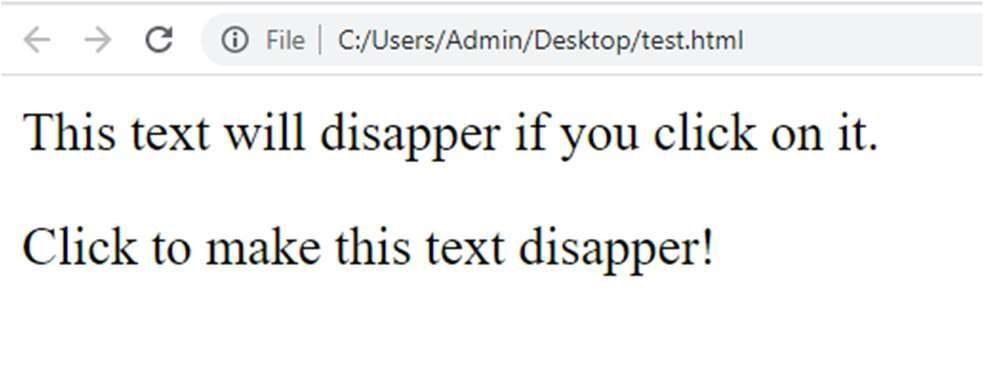 File | C:/Users/Admin/Desktop/test.html
This text will disapper if you click on it.
Click to make this text disapper!